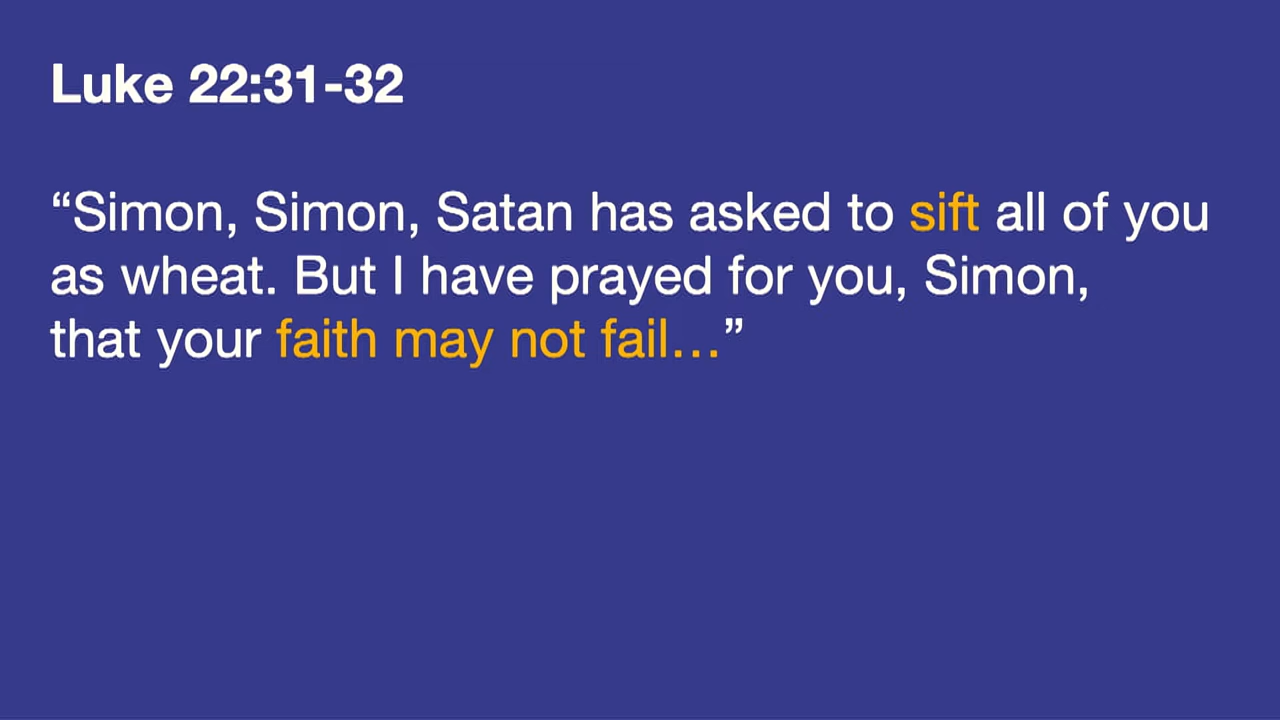 Luke 22:31-32
“Simon, Simon, Satan has asked to sift all of you
as wheat. But I have prayed for you, Simon,
that your faith may not fail…”